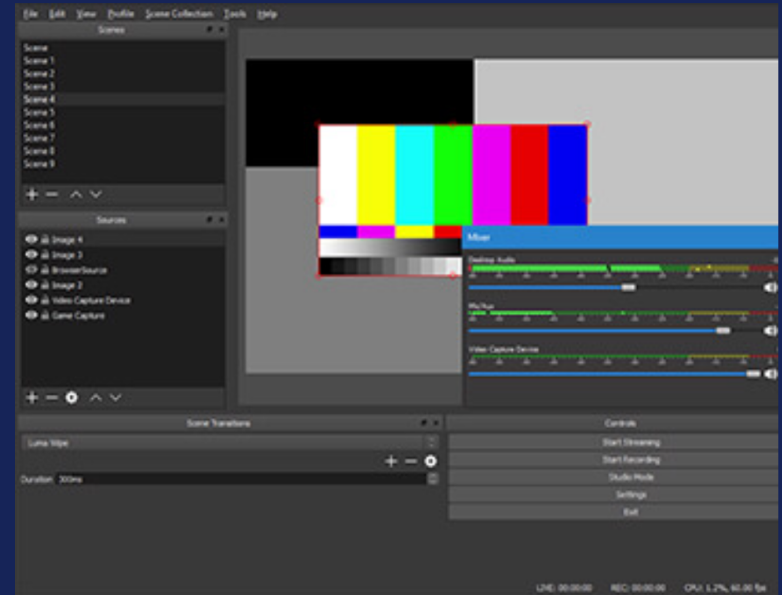 File Edit View Profile Scene Collection Tools Help
Scenes
Scene
Scene 1
Scene 2
Scene 3
Scene 4
Scene 5
Scene 6
Scene 7
Scene 8
Scene 9
Sources
Image 4
Image 3
BrowserSource
Image 2
Video Capture Device
Game Capture
Mixer
Desktop Audio
Mic/Aux
Video Capture Device
Scene Transitions
Luma Wipe
Duration 300ms
Controls
Start Streaming
Start Recording
Studio Mode
Settings
Exit
LIVE: 00:00:00 REC: 00:00:00 CPU: 1.2%, 60.00 fps